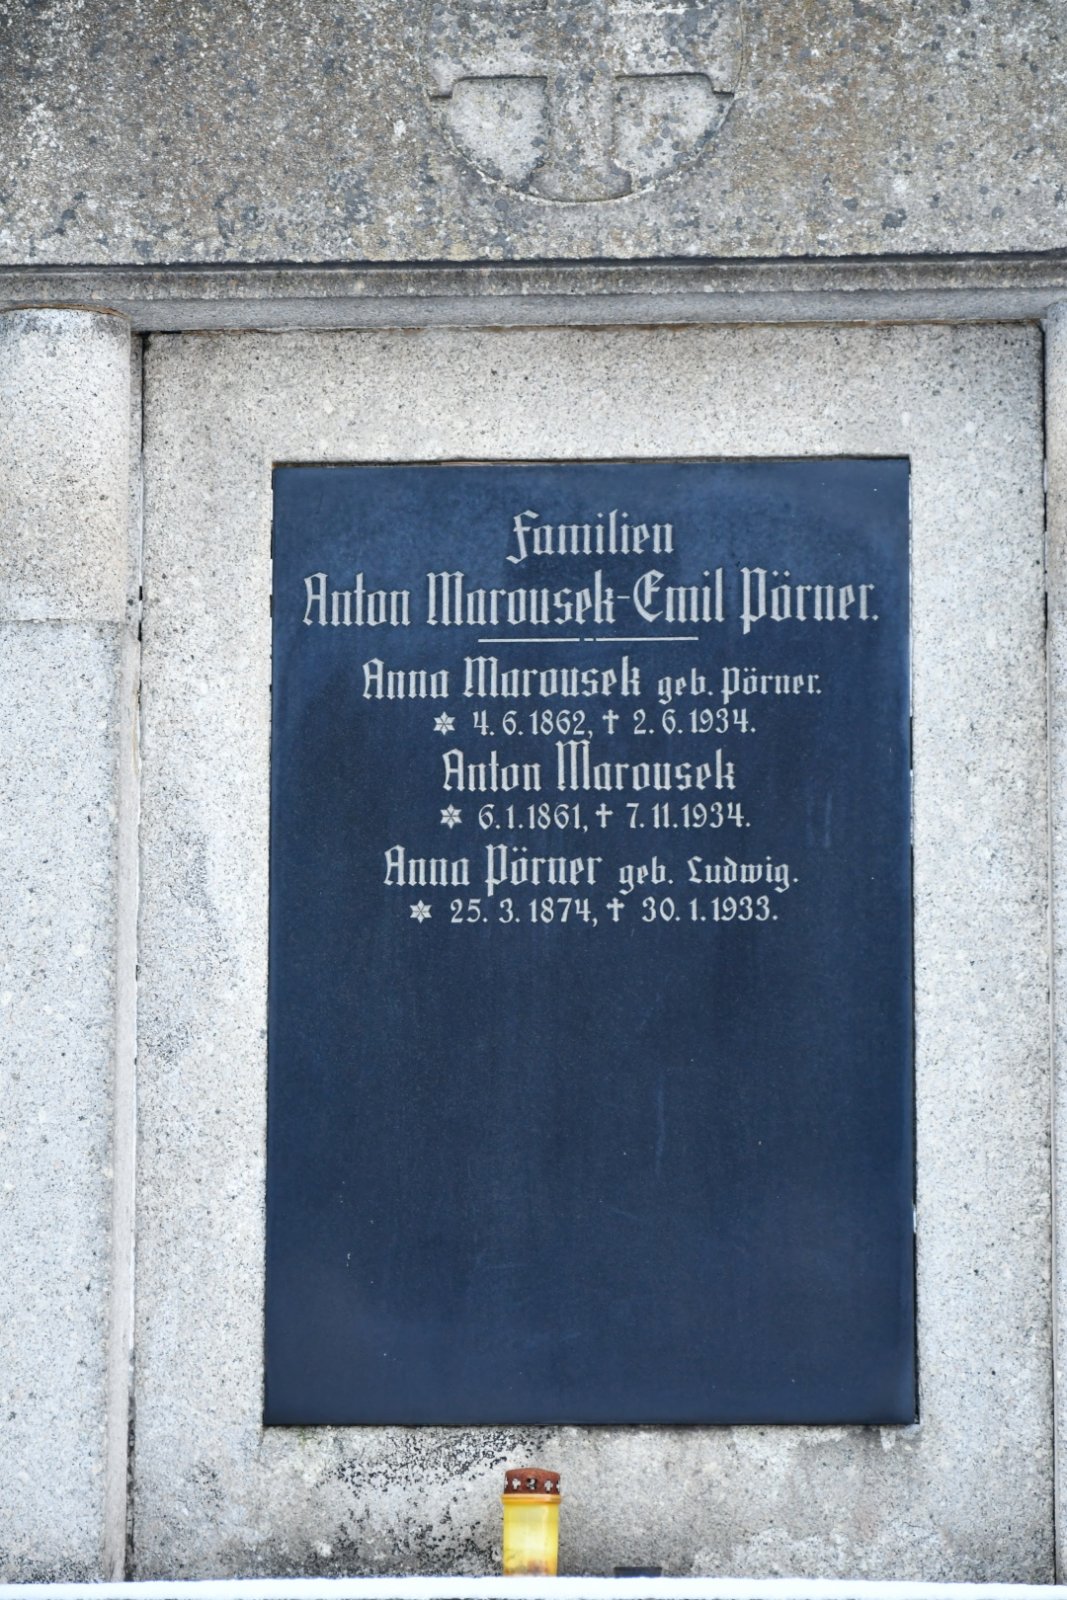 Familien
Anton Marousek-Emil Pörner.
Anna Marousek geb. Pörner.
✡ 4. 6. 1862, ✝ 2. 6. 1934.
Anton Marousek
✡ 6. 1. 1861, ✝ 7. 11. 1934.
Anna Pörner geb. Ludwig.
✡ 25. 3. 1874, ✝ 30. 1. 1933.